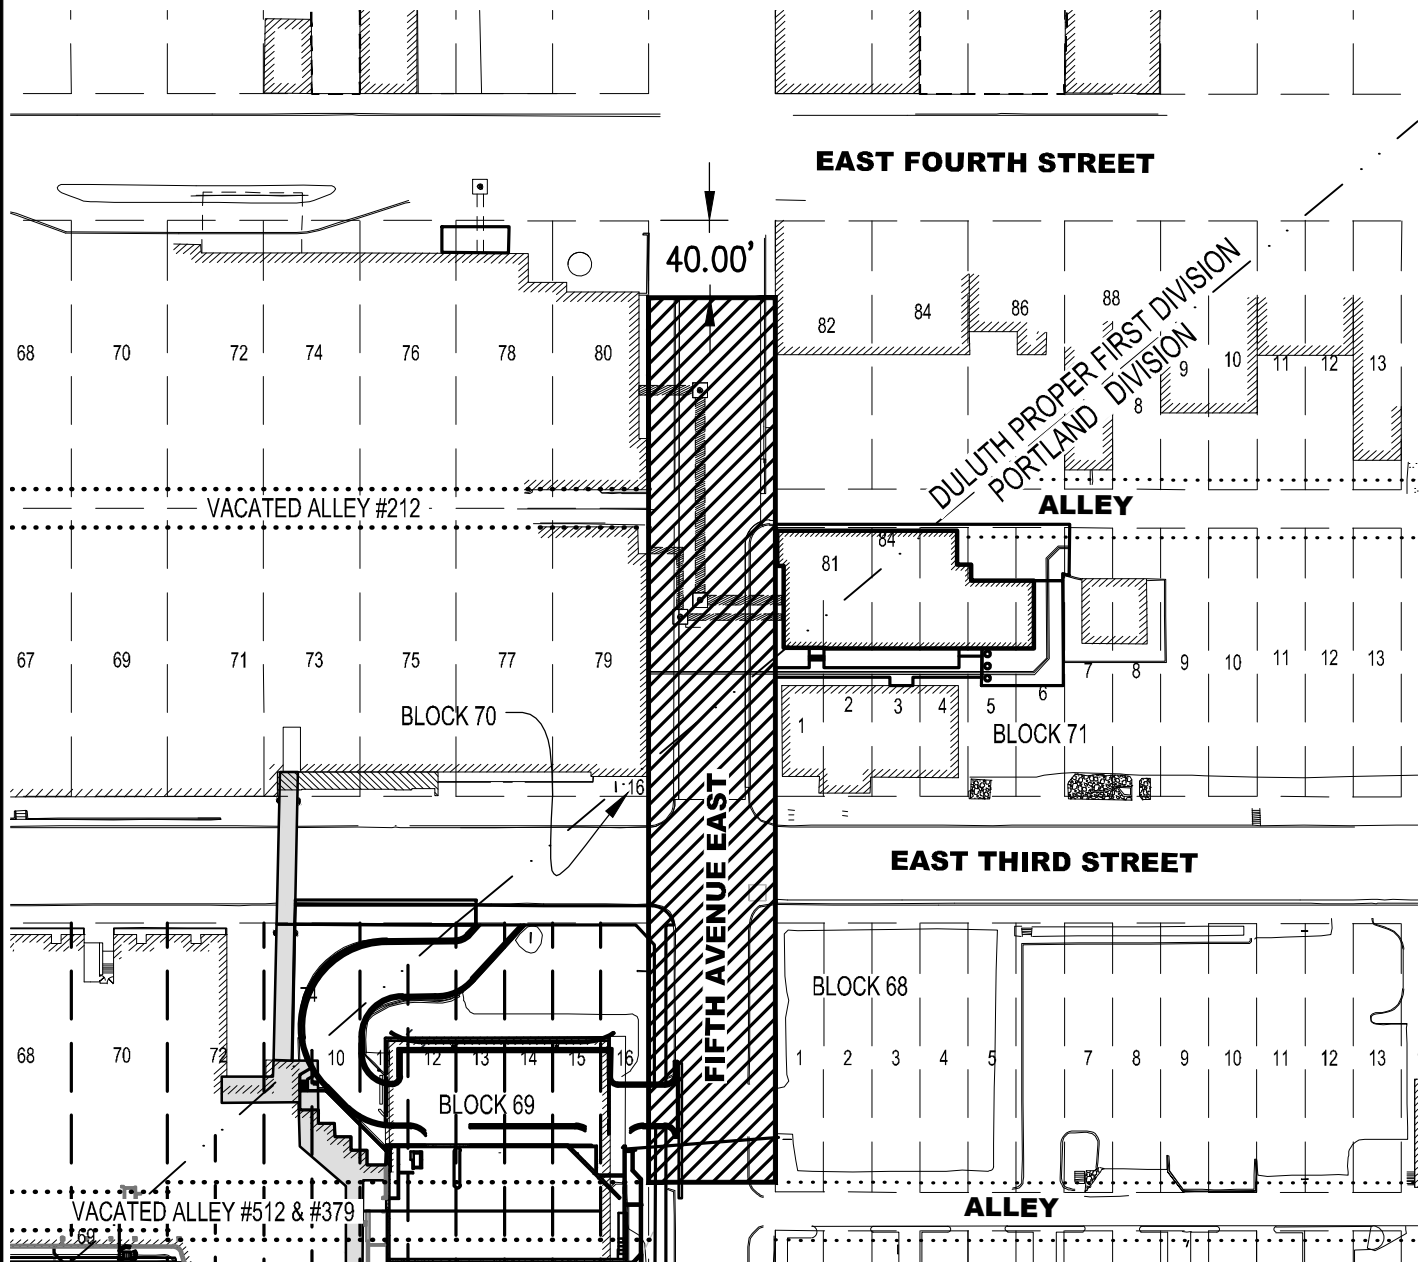 EAST FOURTH STREET
40.00'
82 84 86 88
68 70 72 74 76 78 80
9 10 11 12 13
8
DULUTH PROPER FIRST DIVISION
PORTLAND DIVISION
VACATED ALLEY #212
ALLEY
81 84
67 69 71 73 75 77 79
7 8 9 10 11 12 13
1 2 3 4 5 6
BLOCK 70
BLOCK 71
16
FIFTH AVENUE EAST
EAST THIRD STREET
BLOCK 68
68 70 72 10 12 13 14 15 16
1 2 3 4 5 7 8 9 10 11 12 13
BLOCK 69
VACATED ALLEY #512 & #379
ALLEY
69